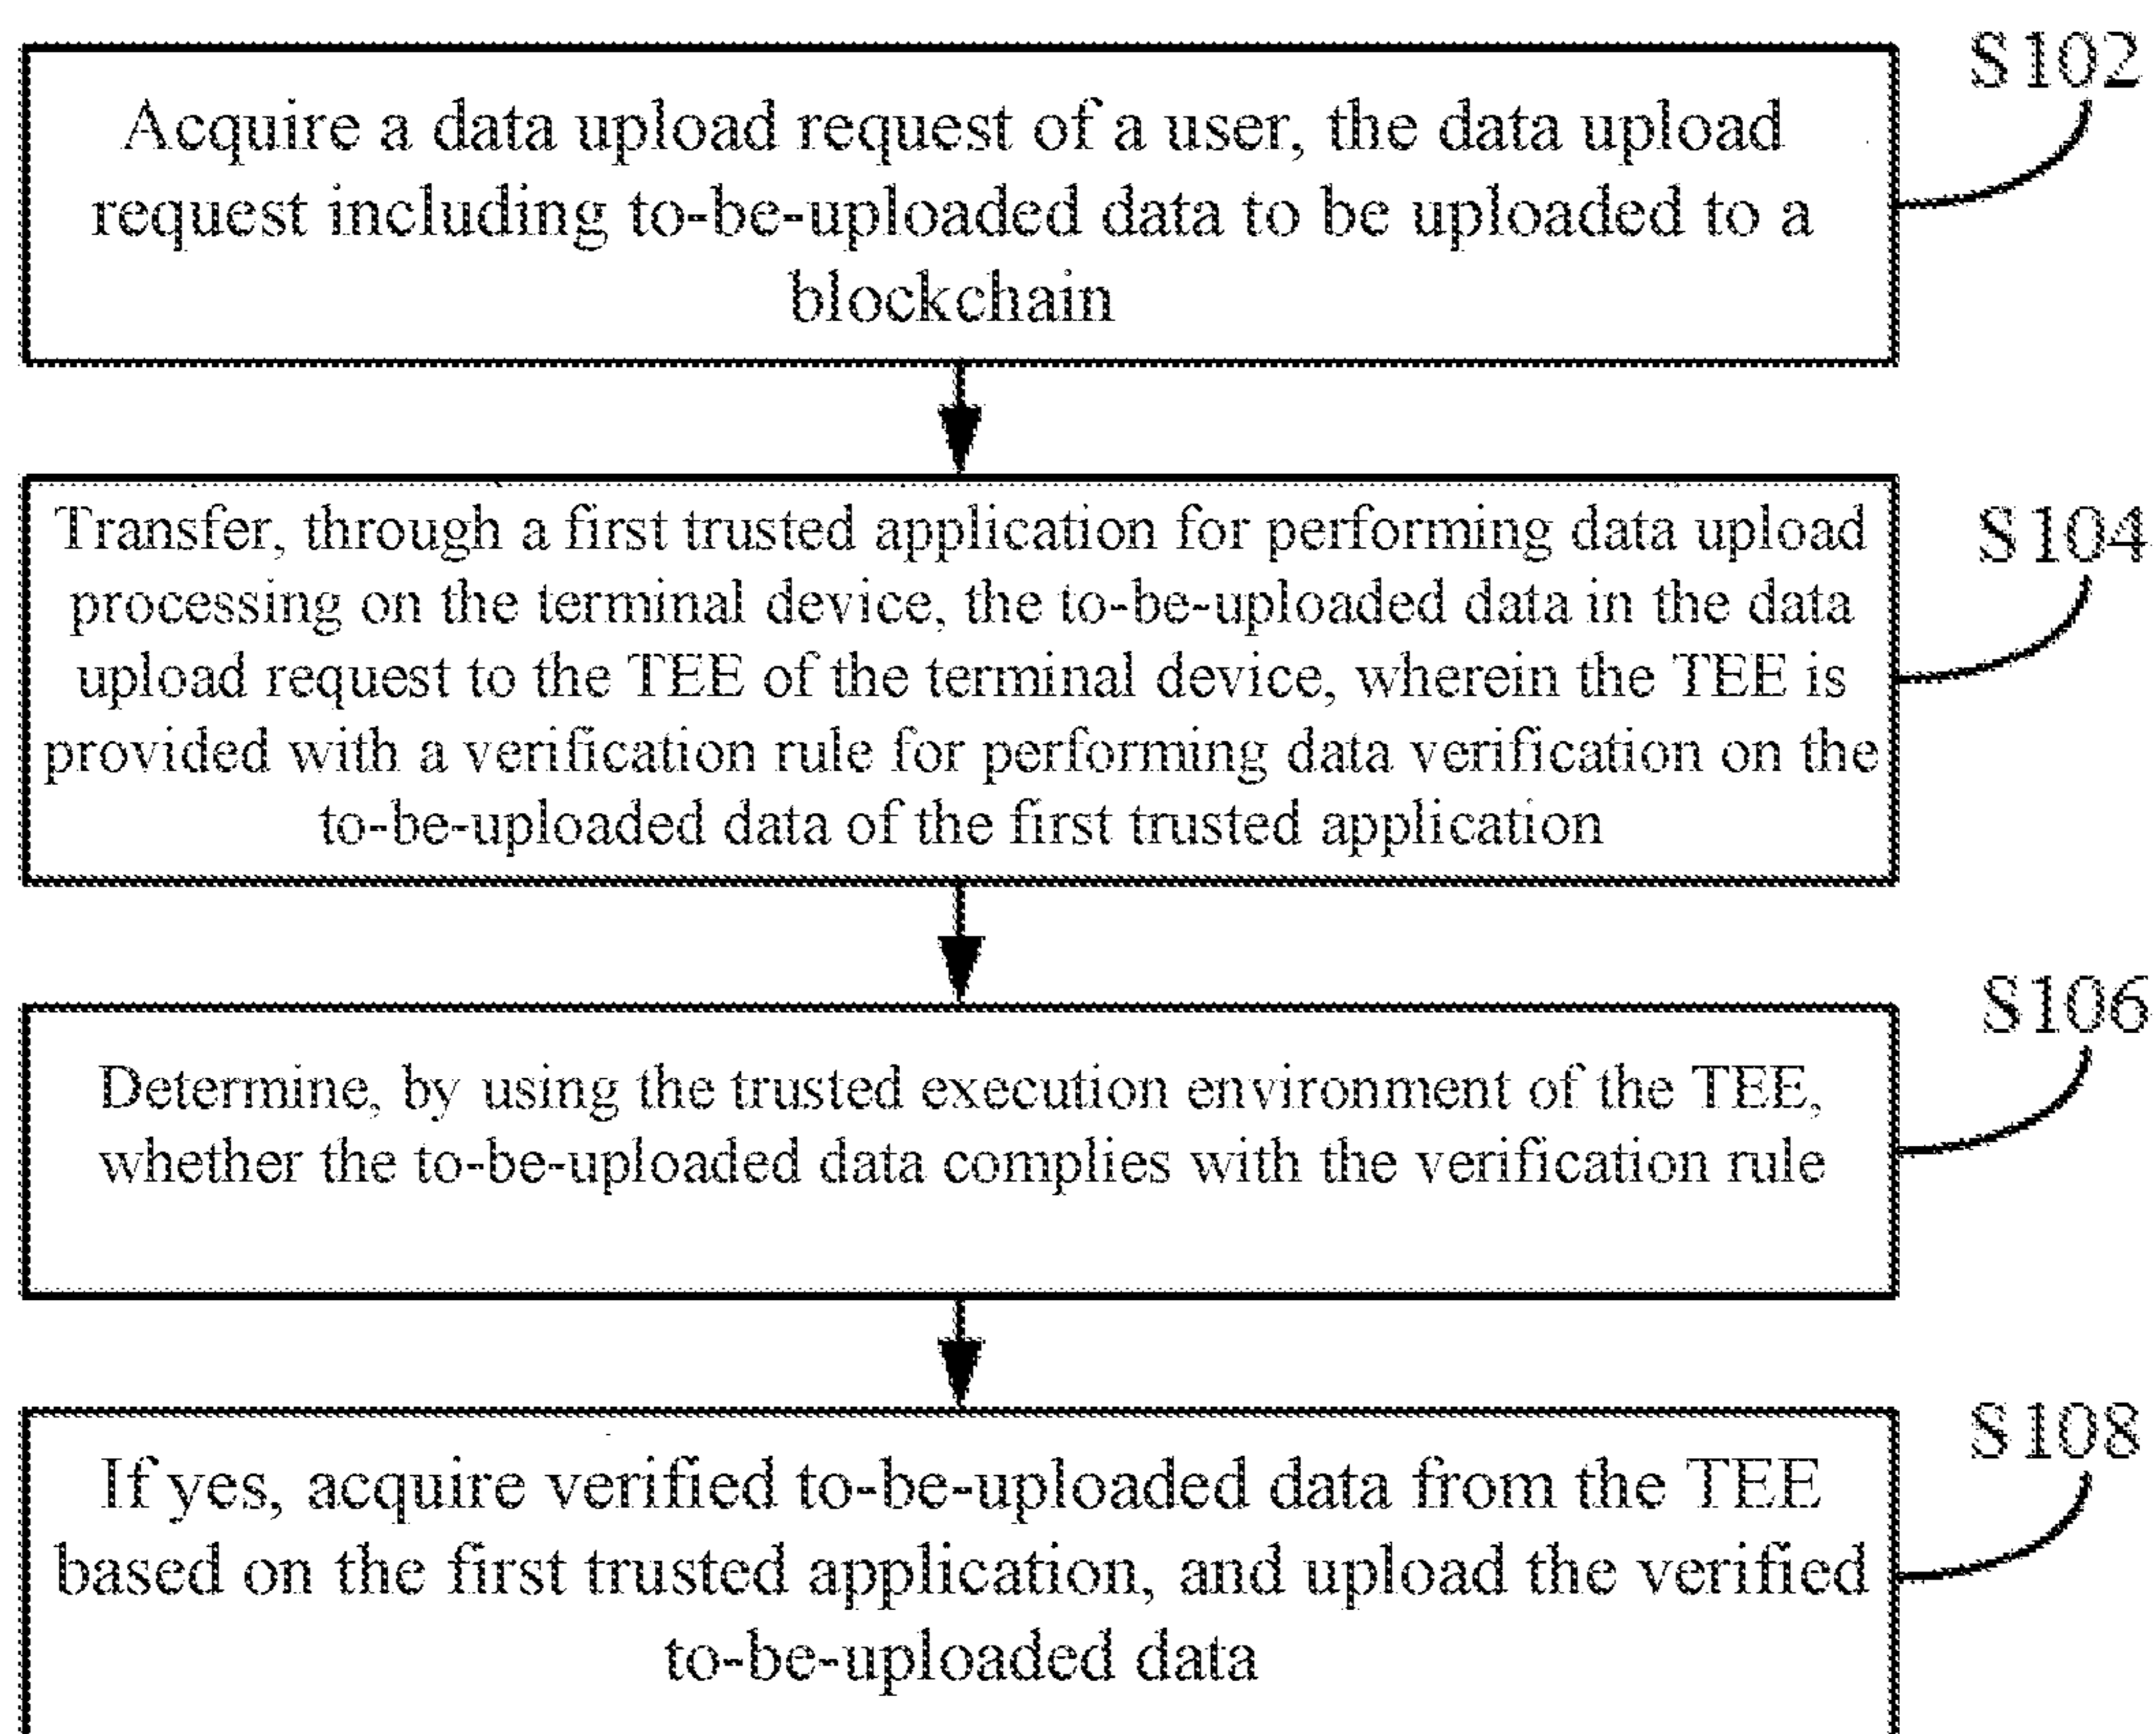 S102
Acquire a data upload request of a user, the data upload
request including to-be-uploaded data to be uploaded to a
blockchain
S104
Transfer, through a first trusted application for performing data upload
processing on the terminal device, the to-be-uploaded data in the data
upload request to the TEE of the terminal device, wherein the TEE is
provided with a verification rule for performing data verification on the
to-be-uploaded data of the first trusted application
S106
Determine, by using the trusted execution environment of the TEE,
whether the to-be-uploaded data complies with the verification rule
S108
If yes, acquire verified to-be-uploaded data from the TEE
based on the first trusted application, and upload the verified
to-be-uploaded data